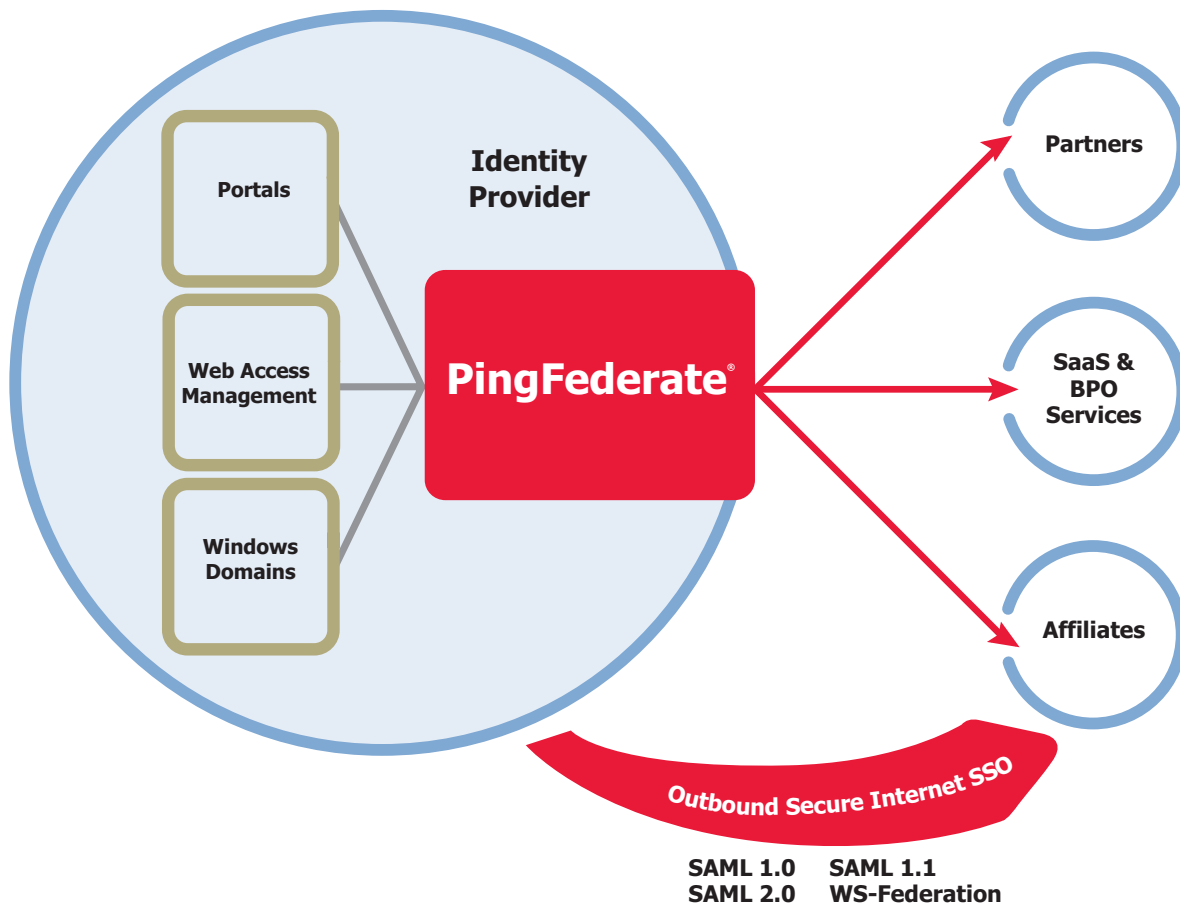 Portals
Identity
Provider
Web Access
Management
PingFederate®
Windows
Domains
Partners
SaaS &
BPO
Services
Affiliates
Outbound Secure Internet SSO
SAML 1.0 SAML 1.1
SAML 2.0 WS-Federation